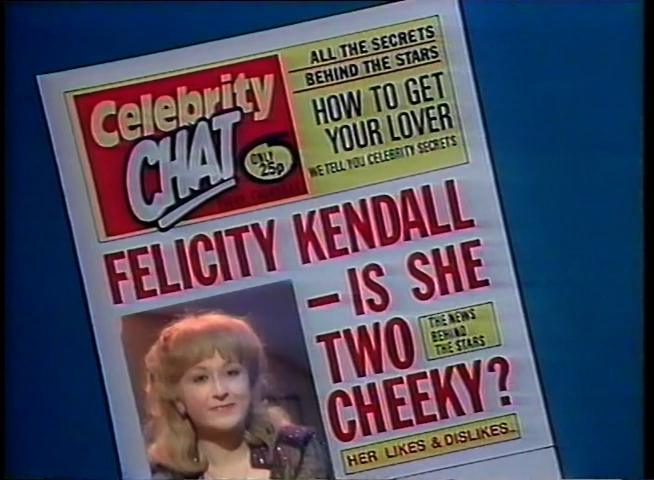 Celebrity
CHAT
ONLY
25p
ALL THE SECRETS
BEHIND THE STARS
HOW TO GET
YOUR LOVER
WE TELL YOU CELEBRITY SECRETS
FELICITY KENDALL
– IS SHE
TWO
THE NEWS
BEHIND
THE STARS
CHEEKY?
HER LIKES & DISLIKES...